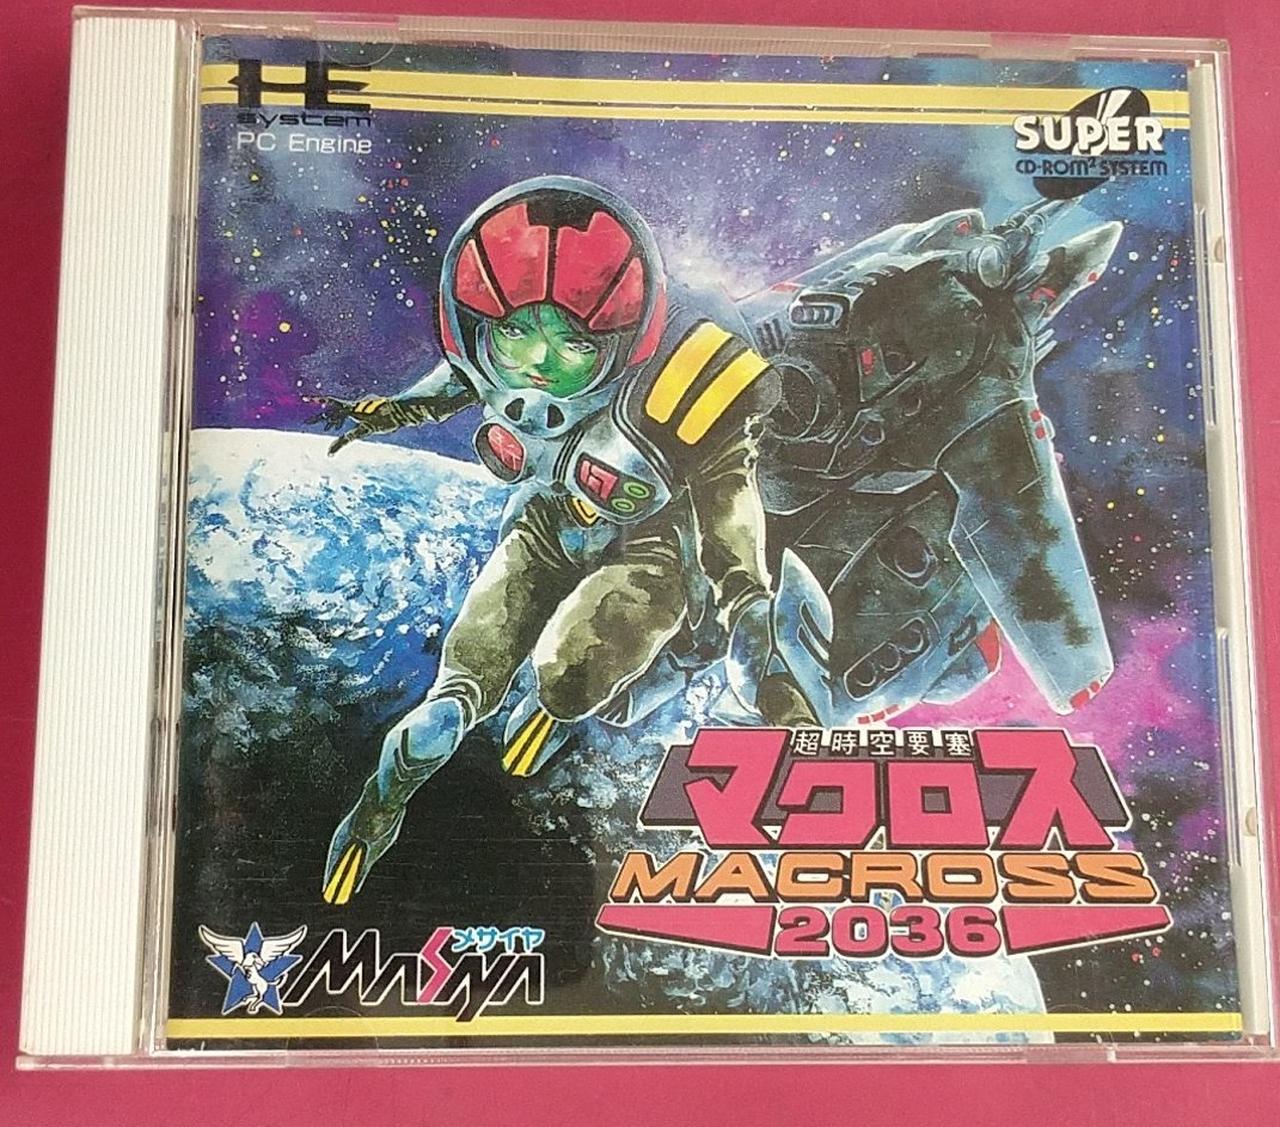 HE
system
PC Engine
SUPER
CD-ROM² SYSTEM
超時空要塞
マクロス
MACROSS
2036
メサイヤ
MASAYA